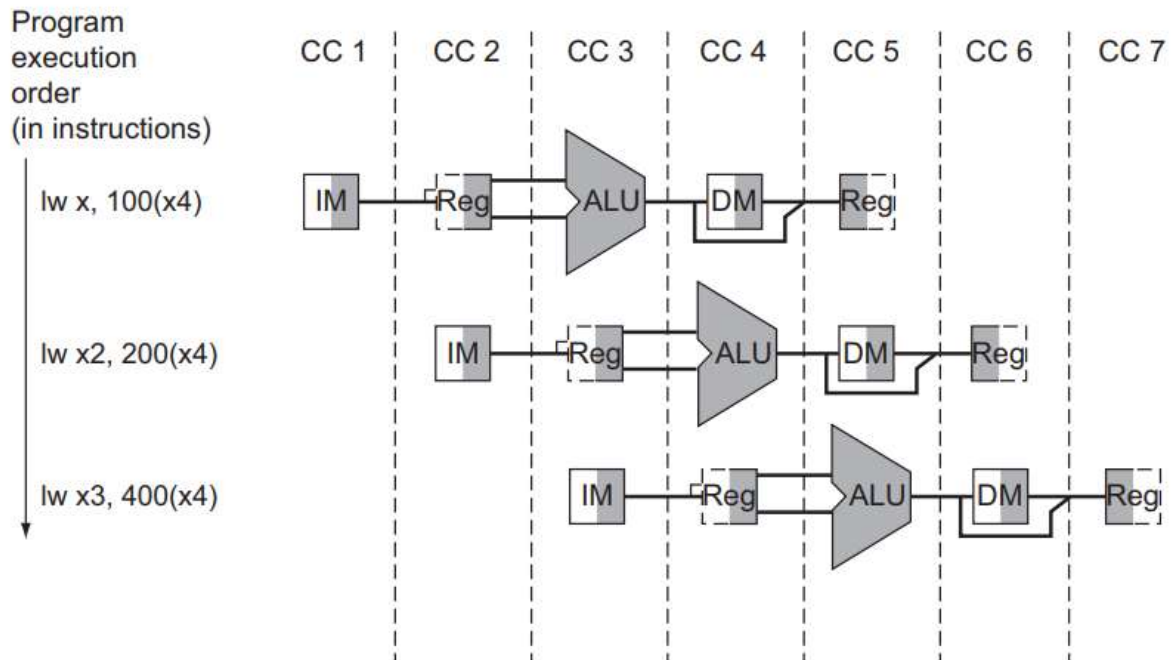 Program
execution
order
(in instructions)
CC 1 CC 2 CC 3 CC 4 CC 5 CC 6 CC 7
lw x, 100(x4) IM Reg ALU DM Reg
lw x2, 200(x4) IM Reg ALU DM Reg
lw x3, 400(x4) IM Reg ALU DM Reg